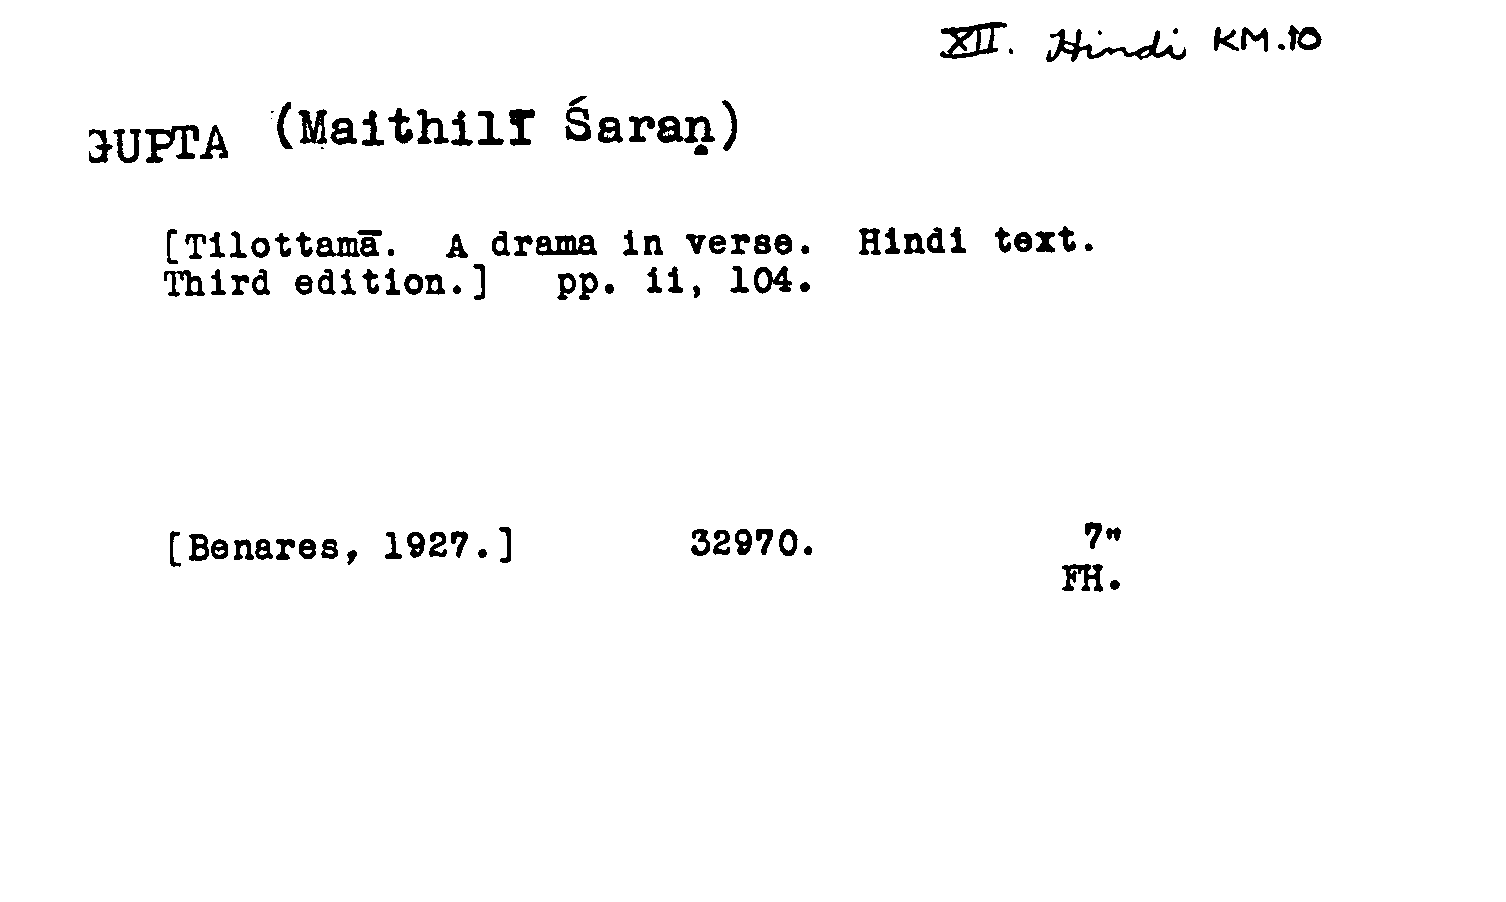 XII. Hindi KM.10
GUPTA (Maithilī Śaraṇ)
[Tilottamā. A drama in verse. Hindi text.
Third edition.] pp. ii, 104.
[Benares, 1927.] 32970. 7"
FH.